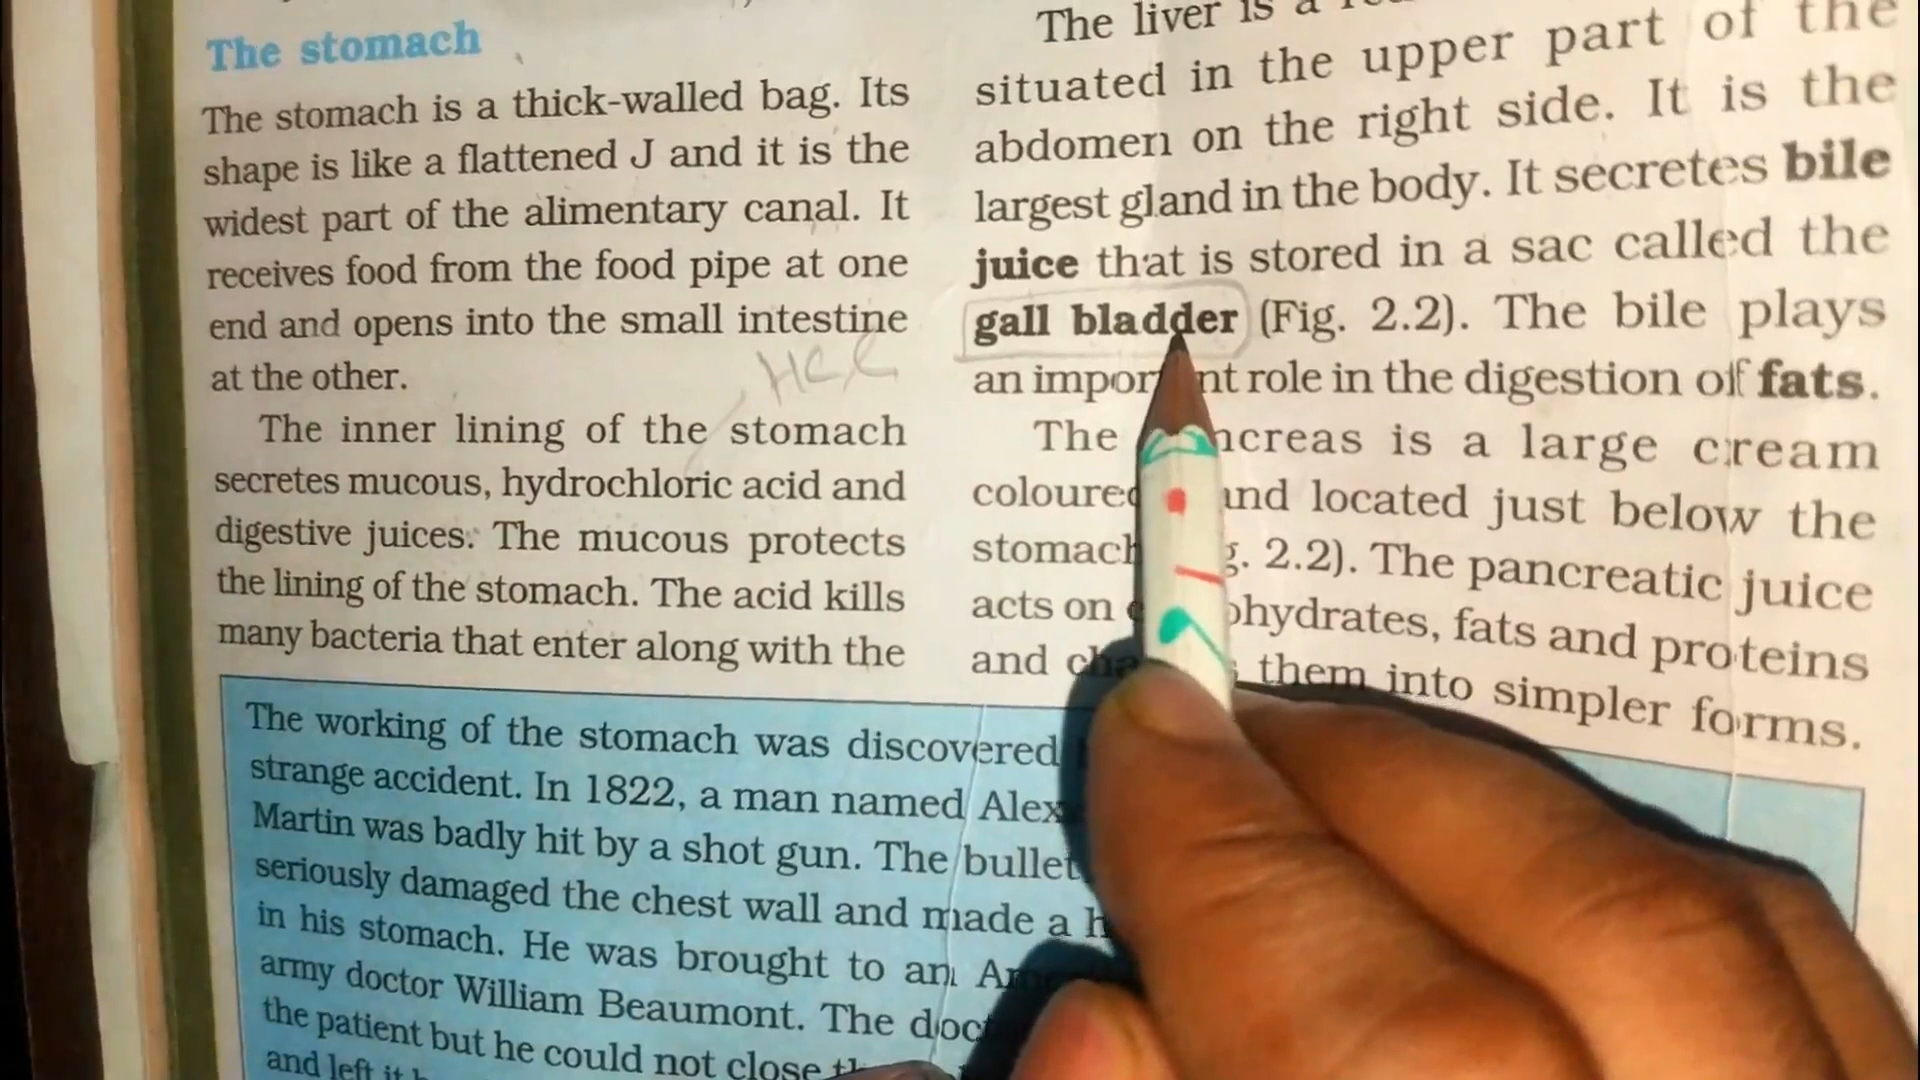 The stomach
The stomach is a thick-walled bag. Its
shape is like a flattened J and it is the
widest part of the alimentary canal. It
receives food from the food pipe at one
end and opens into the small intestine
at the other.
The inner lining of the stomach
secretes mucous, hydrochloric acid and
digestive juices. The mucous protects
the lining of the stomach. The acid kills
many bacteria that enter along with the
The working of the stomach was discovered
strange accident. In 1822, a man named Alex
Martin was badly hit by a shot gun. The bullet
seriously damaged the chest wall and made a
in his stomach. He was brought to an
army doctor William Beaumont. The
the patient but he could not close
and left it
The liver is a
situated in the upper part of the
abdomen on the right side. It is the
largest gland in the body. It secretes bile
juice that is stored in a sac called the
gall bladder (Fig. 2.2). The bile plays
an important role in the digestion of fats.
The pancreas is a large cream
coloured gland located just below the
stomach (Fig. 2.2). The pancreatic juice
acts on carbohydrates, fats and proteins
and changes them into simpler forms.